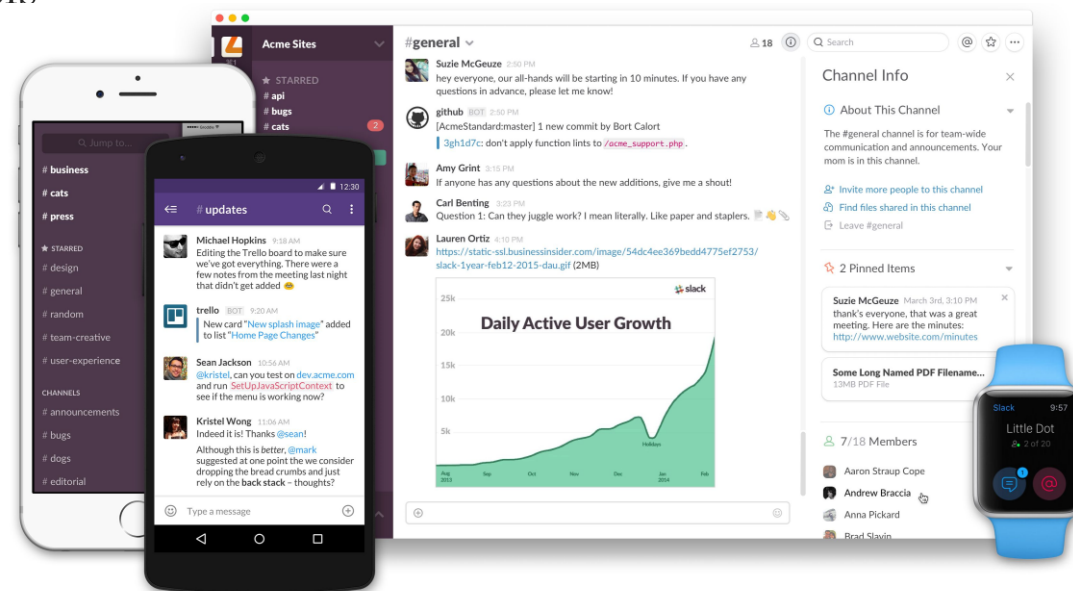 Acme Sites
★ STARRED
# api
# bugs
# cats
2
#general
18
Search
Suzie McGeuze 2:50 PM
hey everyone, our all-hands will be starting in 10 minutes. If you have any
questions in advance, please let me know!
github BOT 2:50 PM
[AcmeStandard:master] 1 new commit by Bort Calort
3gh1d7c: don't apply function lints to /acme_support.php.
Amy Grint 3:15 PM
If anyone has any questions about the new additions, give me a shout!
Carl Benting 3:23 PM
Question 1: Can they juggle work? I mean literally. Like paper and staplers.
Lauren Ortiz 4:10 PM
https://static-ssl.businessinsider.com/image/54dc4ee369bedd4775ef2753/
slack-1year-feb12-2015-dau.gif (2MB)
slack
Daily Active User Growth
25k
20k
15k
10k
5k
Holidays
Aug
2013
Sep
Oct
Nov
Dec
Jan
2014
Feb
Channel Info
About This Channel
The #general channel is for team-wide
communication and announcements. Your
mom is in this channel.
Invite more people to this channel
Find files shared in this channel
Leave #general
2 Pinned Items
Suzie McGeuze March 3rd, 3:10 PM
thank's everyone, that was a great
meeting. Here are the minutes:
http://www.website.com/minutes
Some Long Named PDF Filename...
13MB PDF File
7/18 Members
Aaron Straup Cope
Andrew Braccia
Anna Pickard
Brad Slavin
Q Jump to...
# business
# cats
# press
★ STARRED
# design
# general
# random
# team-creative
# user-experience
CHANNELS
# announcements
# bugs
# dogs
# editorial
12:30
# updates
Michael Hopkins 9:18 AM
Editing the Trello board to make sure
we've got everything. There were a
few notes from the meeting last night
that didn't get added
trello BOT 9:20 AM
New card "New splash image" added
to list "Home Page Changes"
Sean Jackson 10:56 AM
@kristel, can you test on dev.acme.com
and run SetUpJavaScriptContext to
see if the menu is working now?
Kristel Wong 11:06 AM
Indeed it is! Thanks @sean!
Although this is better, @mark
suggested at one point the we consider
dropping the bread crumbs and just
rely on the back stack – thoughts?
Type a message
Slack 9:57
Little Dot
2 of 20
1
@